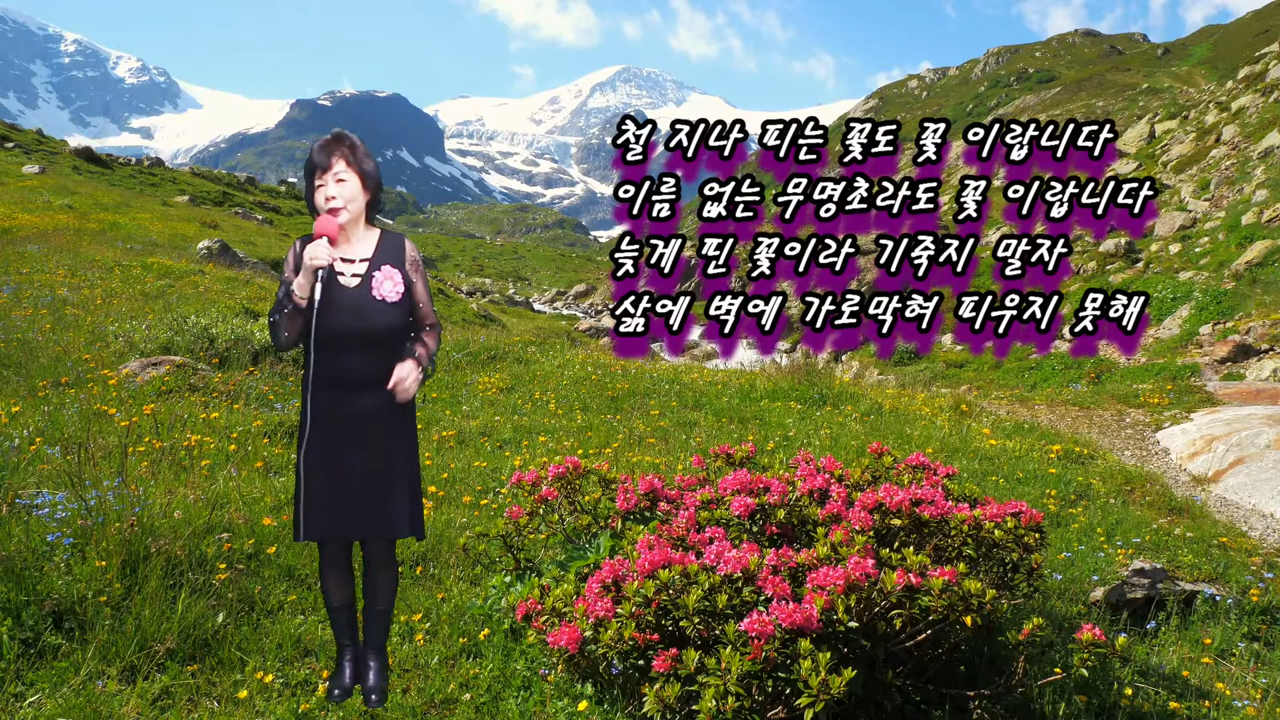 철 지나 피는 꽃도 꽃 이랍니다
이름 없는 무명초라도 꽃 이랍니다
늦게 핀 꽃이라 기죽지 말자
삶에 벽에 가로막혀 피우지 못해